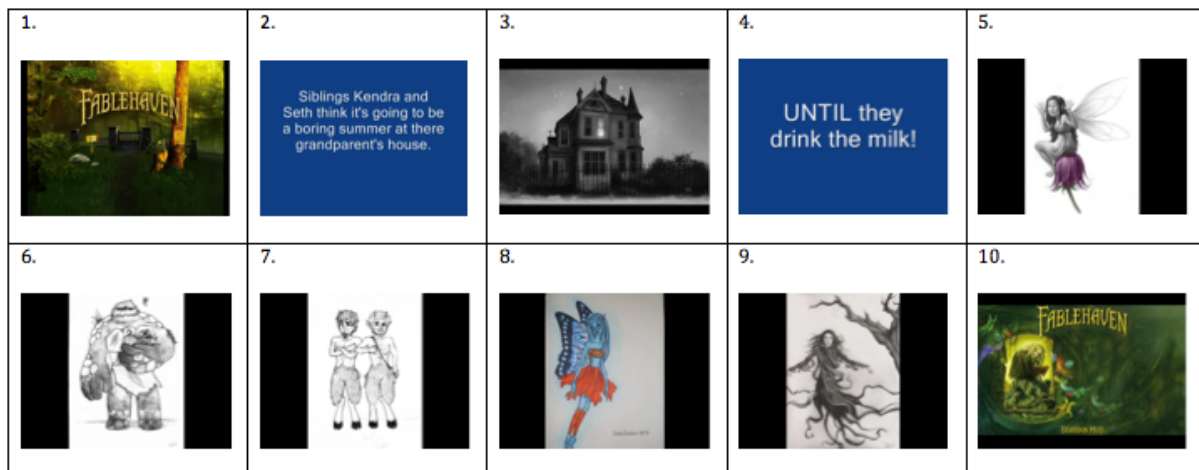 1.
2.
3.
4.
5.
FABLEHAVEN
Siblings Kendra and
Seth think it's going to be
a boring summer at there
grandparent's house.
UNTIL they
drink the milk!
6.
7.
8.
9.
10.
FABLEHAVEN